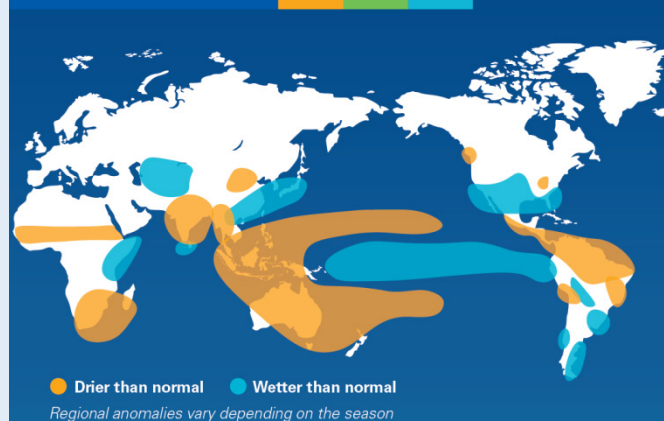 Drier than normal
Wetter than normal
Regional anomalies vary depending on the season